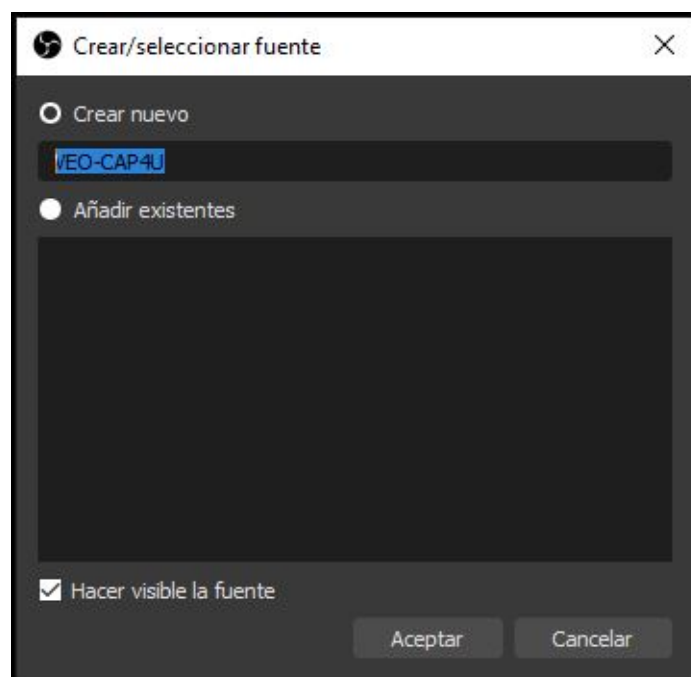 Crear/seleccionar fuente
Crear nuevo
VEO-CAP4U
Añadir existentes
Hacer visible la fuente
Aceptar Cancelar